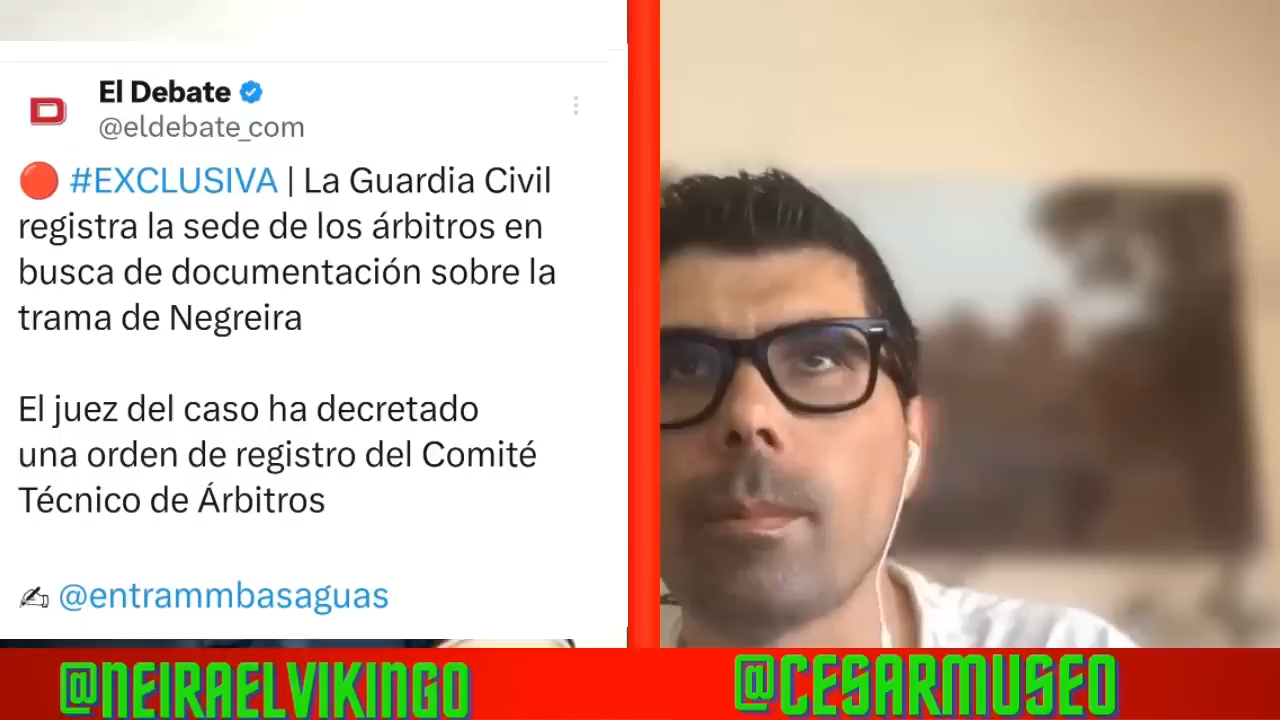 El Debate
@eldebate_com
#EXCLUSIVA | La Guardia Civil
registra la sede de los árbitros en
busca de documentación sobre la
trama de Negreira
El juez del caso ha decretado
una orden de registro del Comité
Técnico de Árbitros
@entrammbasaguas
@NEIRAELVIKINGO
@CESARMUSEO